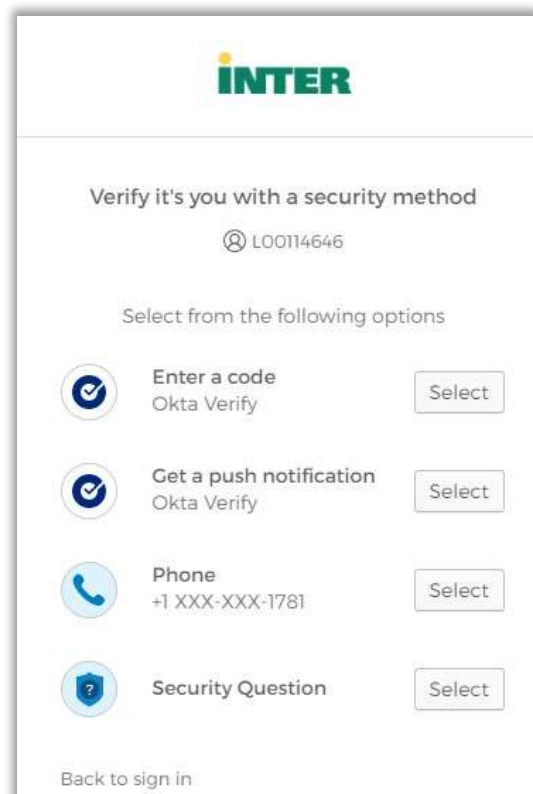 INTER
Verify it's you with a security method
L00114646
Select from the following options
Enter a code
Okta Verify
Select
Get a push notification
Okta Verify
Select
Phone
+1 XXX-XXX-1781
Select
Security Question
Select
Back to sign in